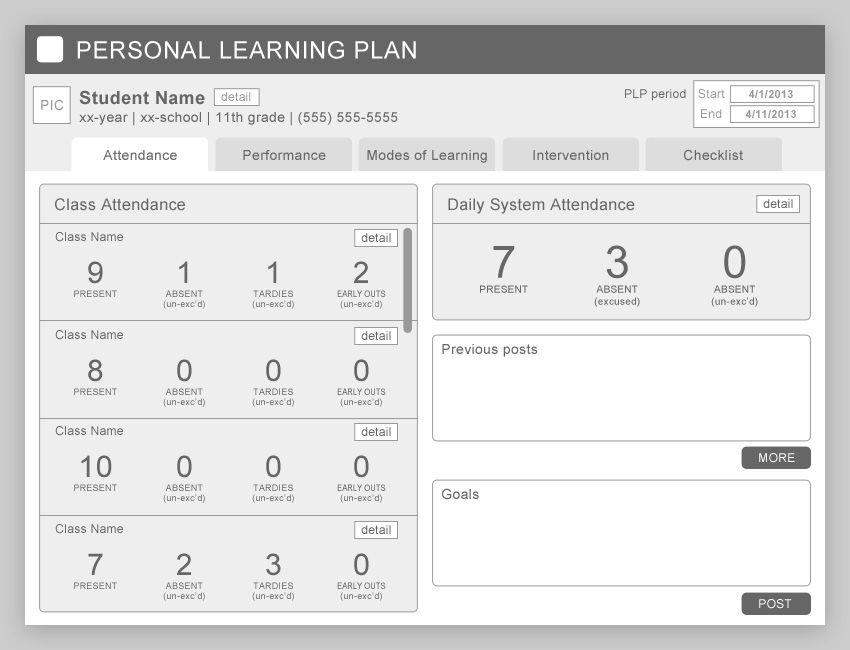 PERSONAL LEARNING PLAN
PIC
Student Name detail
xx-year | xx-school | 11th grade | (555) 555-5555
PLP period
Start 4/1/2013
End 4/11/2013
Attendance Performance Modes of Learning Intervention Checklist
Class Attendance
Class Name detail
9 1 1 2
PRESENT ABSENT TARDIES EARLY OUTS
(un-exc'd) (un-exc'd) (un-exc'd)
Class Name detail
8 0 0 0
PRESENT ABSENT TARDIES EARLY OUTS
(un-exc'd) (un-exc'd) (un-exc'd)
Class Name detail
10 0 0 0
PRESENT ABSENT TARDIES EARLY OUTS
(un-exc'd) (un-exc'd) (un-exc'd)
Class Name detail
7 2 3 0
PRESENT ABSENT TARDIES EARLY OUTS
(un-exc'd) (un-exc'd) (un-exc'd)
Daily System Attendance detail
7 3 0
PRESENT ABSENT ABSENT
(excused) (un-exc'd)
Previous posts
MORE
Goals
POST